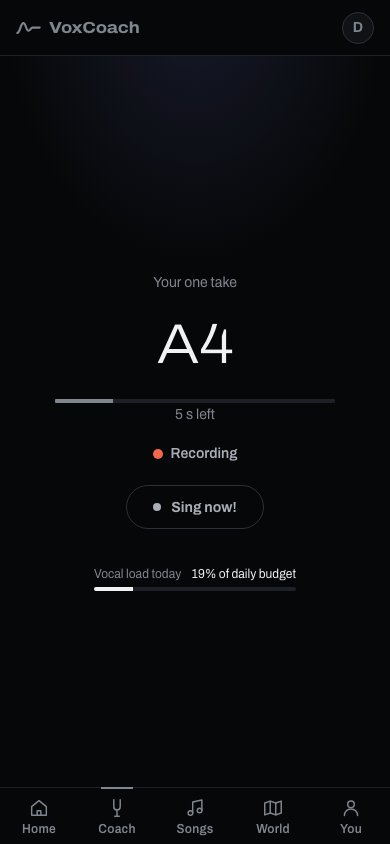 VoxCoach
D
Your one take
A4
5 s left
Recording
Sing now!
Vocal load today 19% of daily budget
Home Coach Songs World You